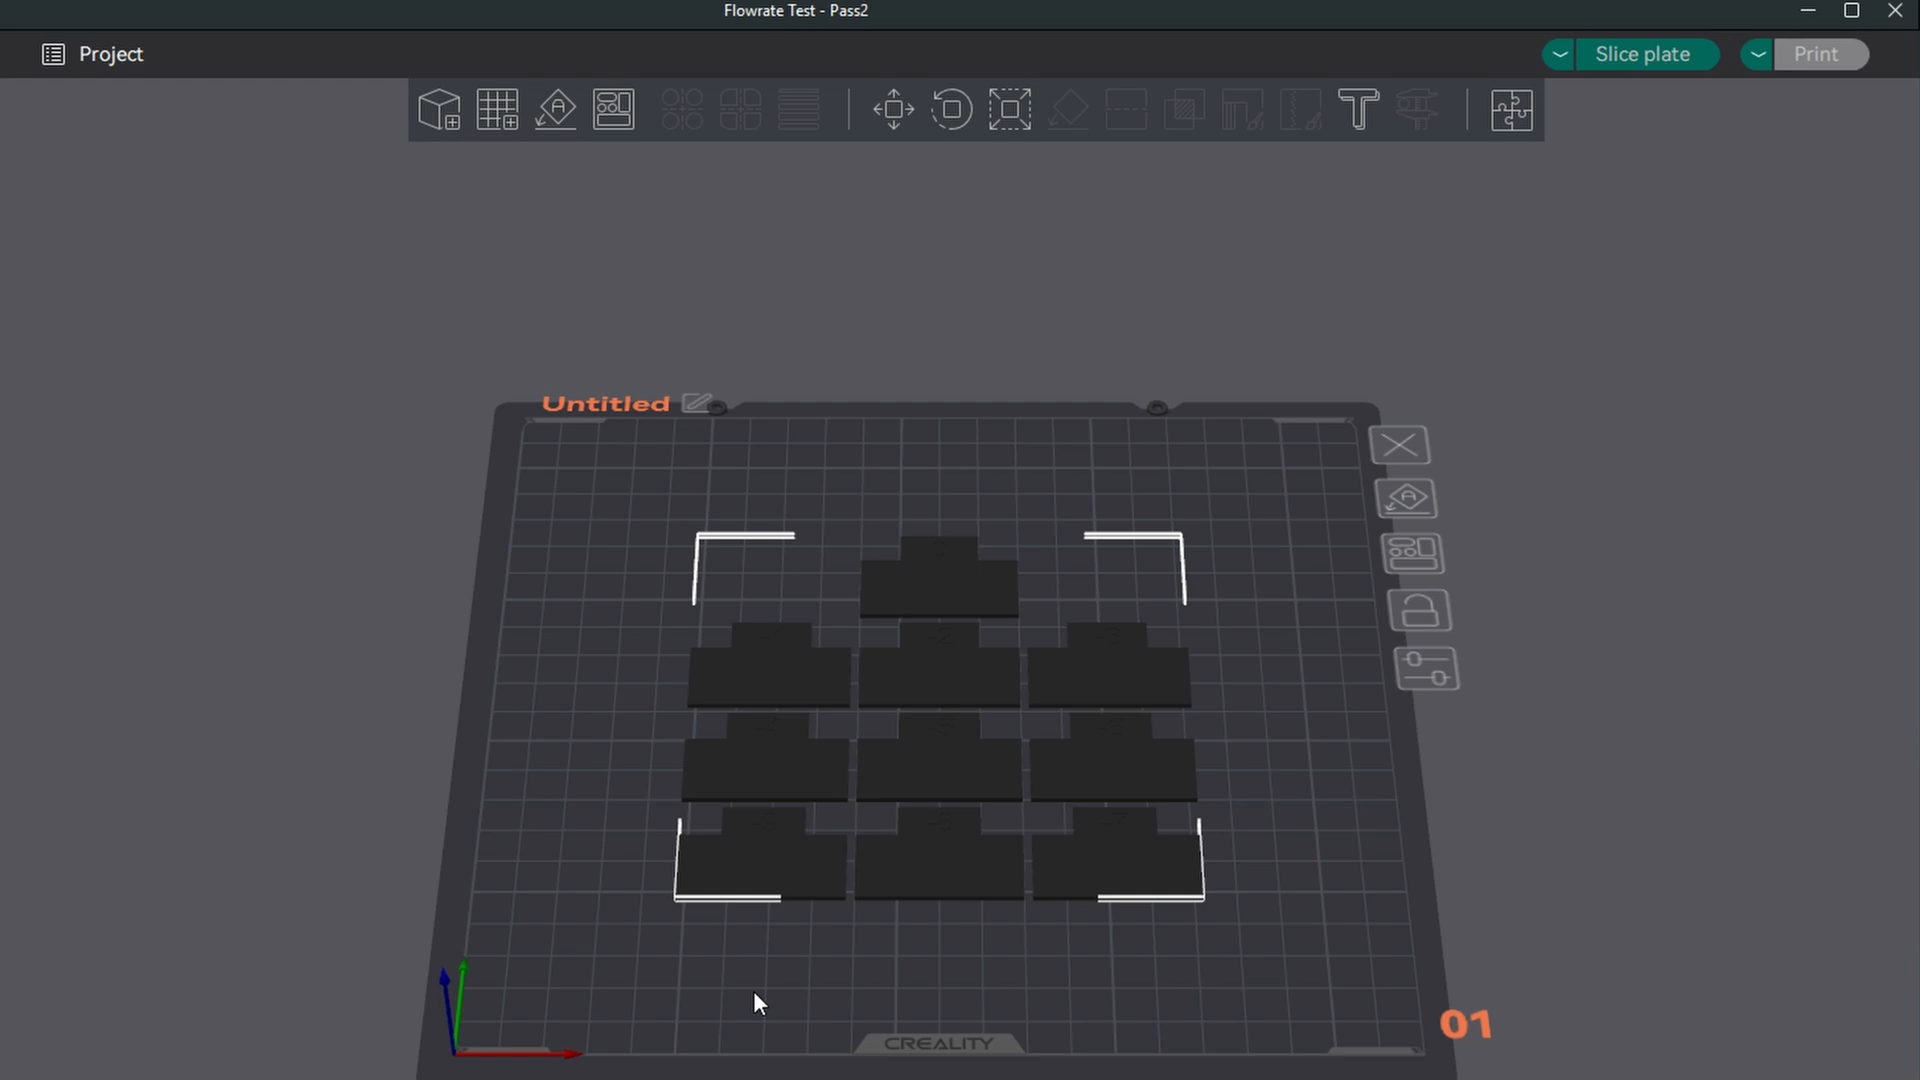 Flowrate Test - Pass2
Project
Slice plate
Print
Untitled
CREALITY
01